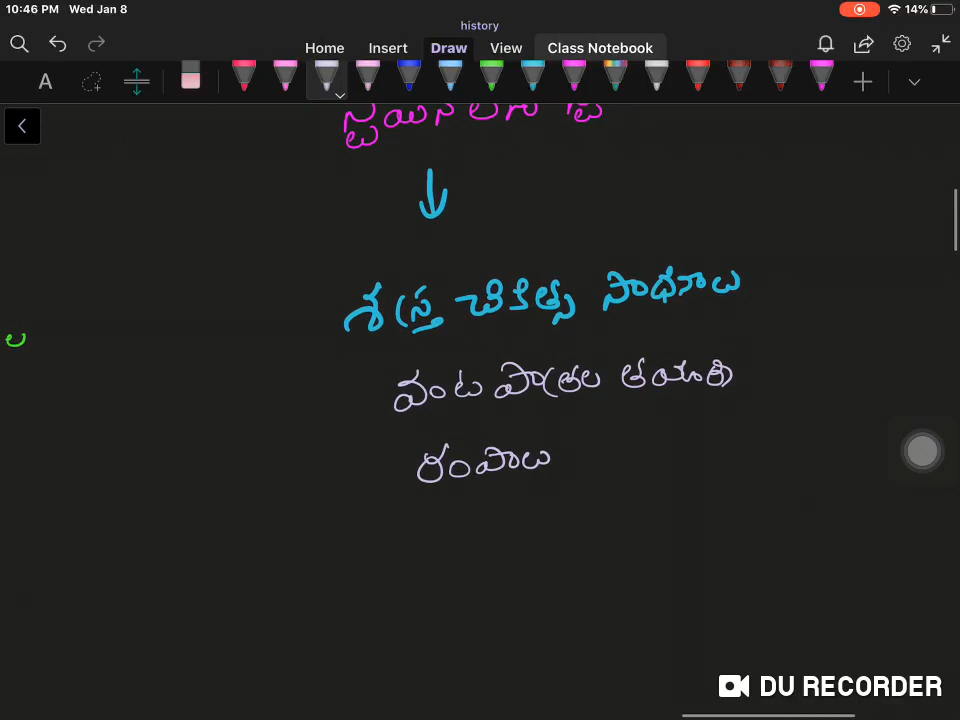 10:46 PM Wed Jan 8
14%
history
Home Insert Draw View Class Notebook
A
శస్త్ర చికిత్స సాధనాలు
ల
వంట పాత్రల తయారీ
రంపాలు
DU RECORDER